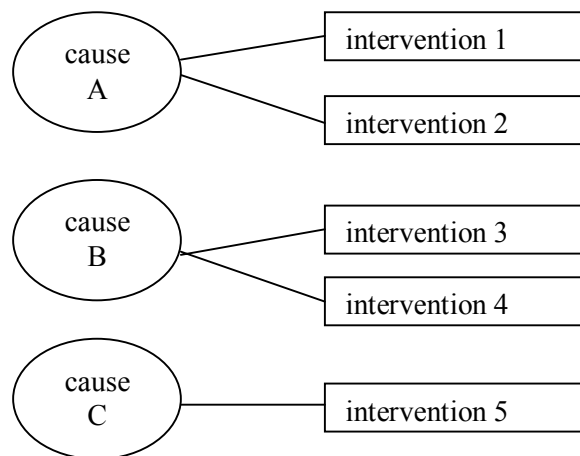 cause
A
intervention 1
intervention 2
cause
B
intervention 3
intervention 4
cause
C
intervention 5